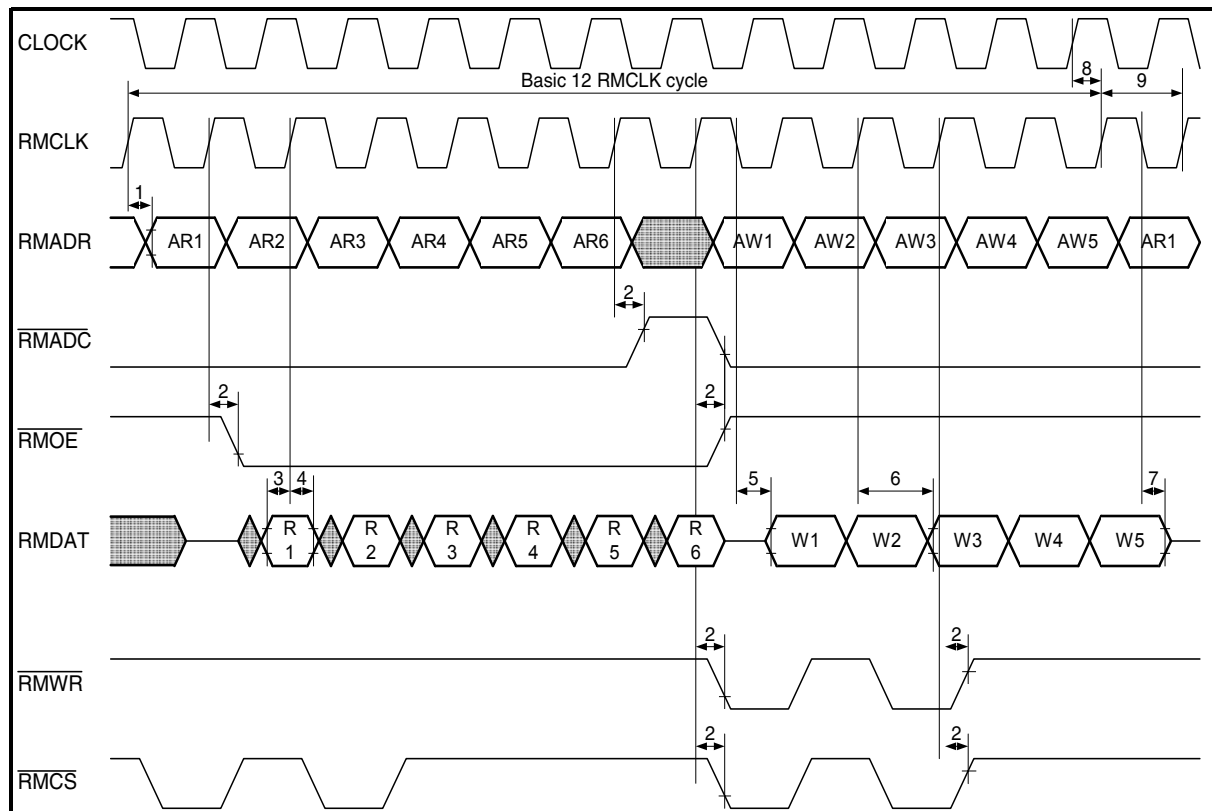 CLOCK
8
Basic 12 RMCLK cycle
9
RMCLK
1
RMADR
AR1 AR2 AR3 AR4 AR5 AR6 AW1 AW2 AW3 AW4 AW5 AR1
2
RMADC
2 2
RMOE
3 4 5 6 7
RMDAT
R R R R R R
1 2 3 4 5 6
W1 W2 W3 W4 W5
2 2
RMWR
2 2
RMCS